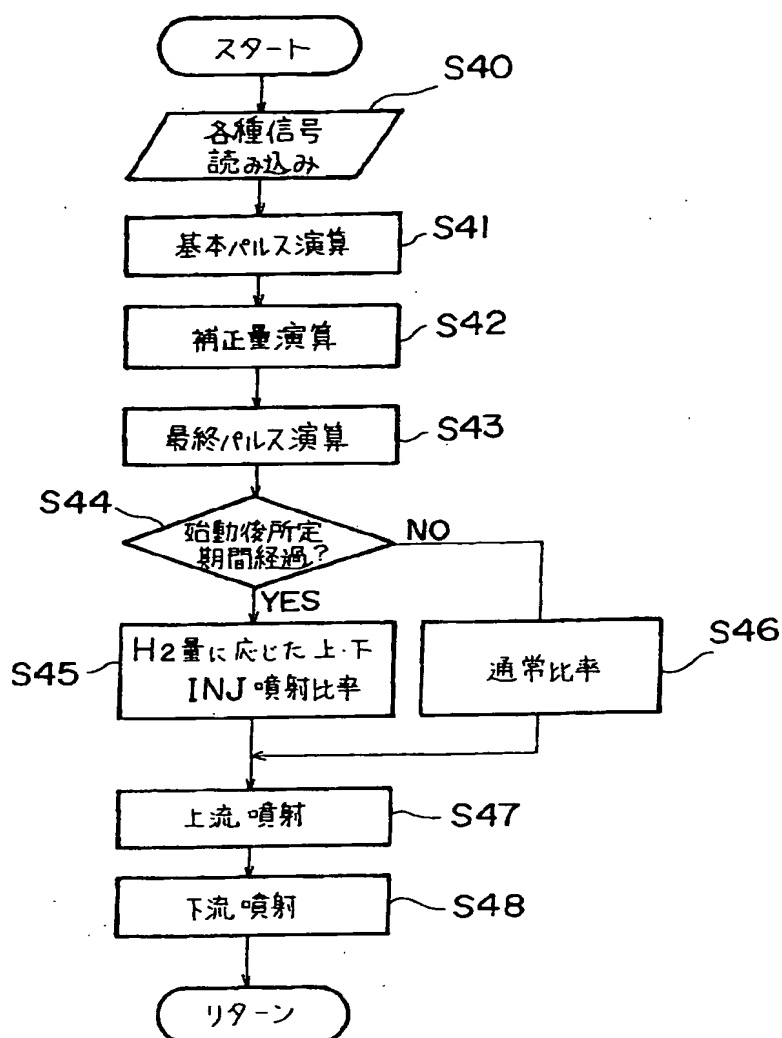 スタート
S40
各種信号
読み込み
基本パルス演算
S41
補正量演算
S42
最終パルス演算
S43
S44
始動後所定
期間経過?
NO
YES
S45
H2量に応じた上・下
INJ噴射比率
通常比率
S46
上流噴射
S47
下流噴射
S48
リターン